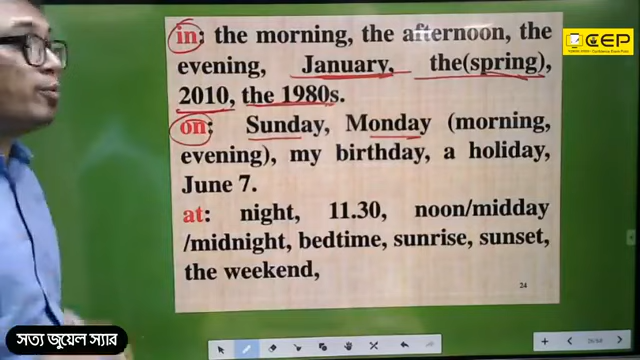 in: the morning, the afternoon, the
evening, January, the(spring),
2010, the 1980s.
on: Sunday, Monday (morning,
evening), my birthday, a holiday,
June 7.
at: night, 11.30, noon/midday
/midnight, bedtime, sunrise, sunset,
the weekend,
24
CEP
সত্য জুয়েল স্যার